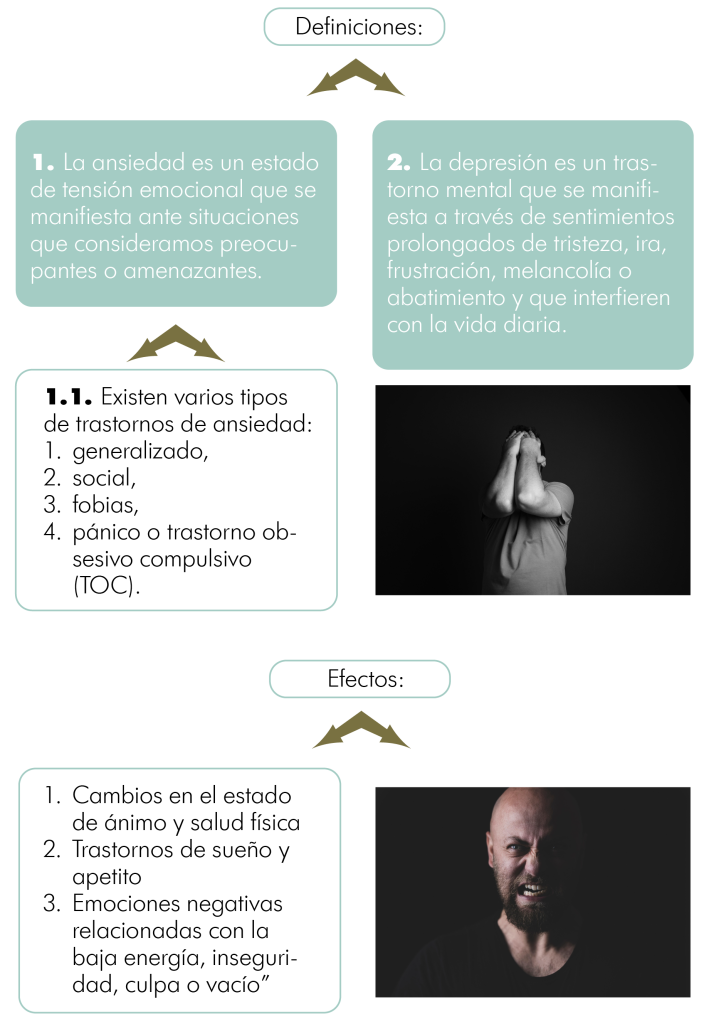 Definiciones:
1. La ansiedad es un estado
de tensión emocional que se
manifiesta ante situaciones
que consideramos preocu-
pantes o amenazantes.
2. La depresión es un tras-
torno mental que se manifi-
esta a través de sentimientos
prolongados de tristeza, ira,
frustración, melancolía o
abatimiento y que interfieren
con la vida diaria.
1.1. Existen varios tipos
de trastornos de ansiedad:
1. generalizado,
2. social,
3. fobias,
4. pánico o trastorno ob-
sesivo compulsivo
(TOC).
Efectos:
1. Cambios en el estado
de ánimo y salud física
2. Trastornos de sueño y
apetito
3. Emociones negativas
relacionadas con la
baja energía, inseguri-
dad, culpa o vacío”